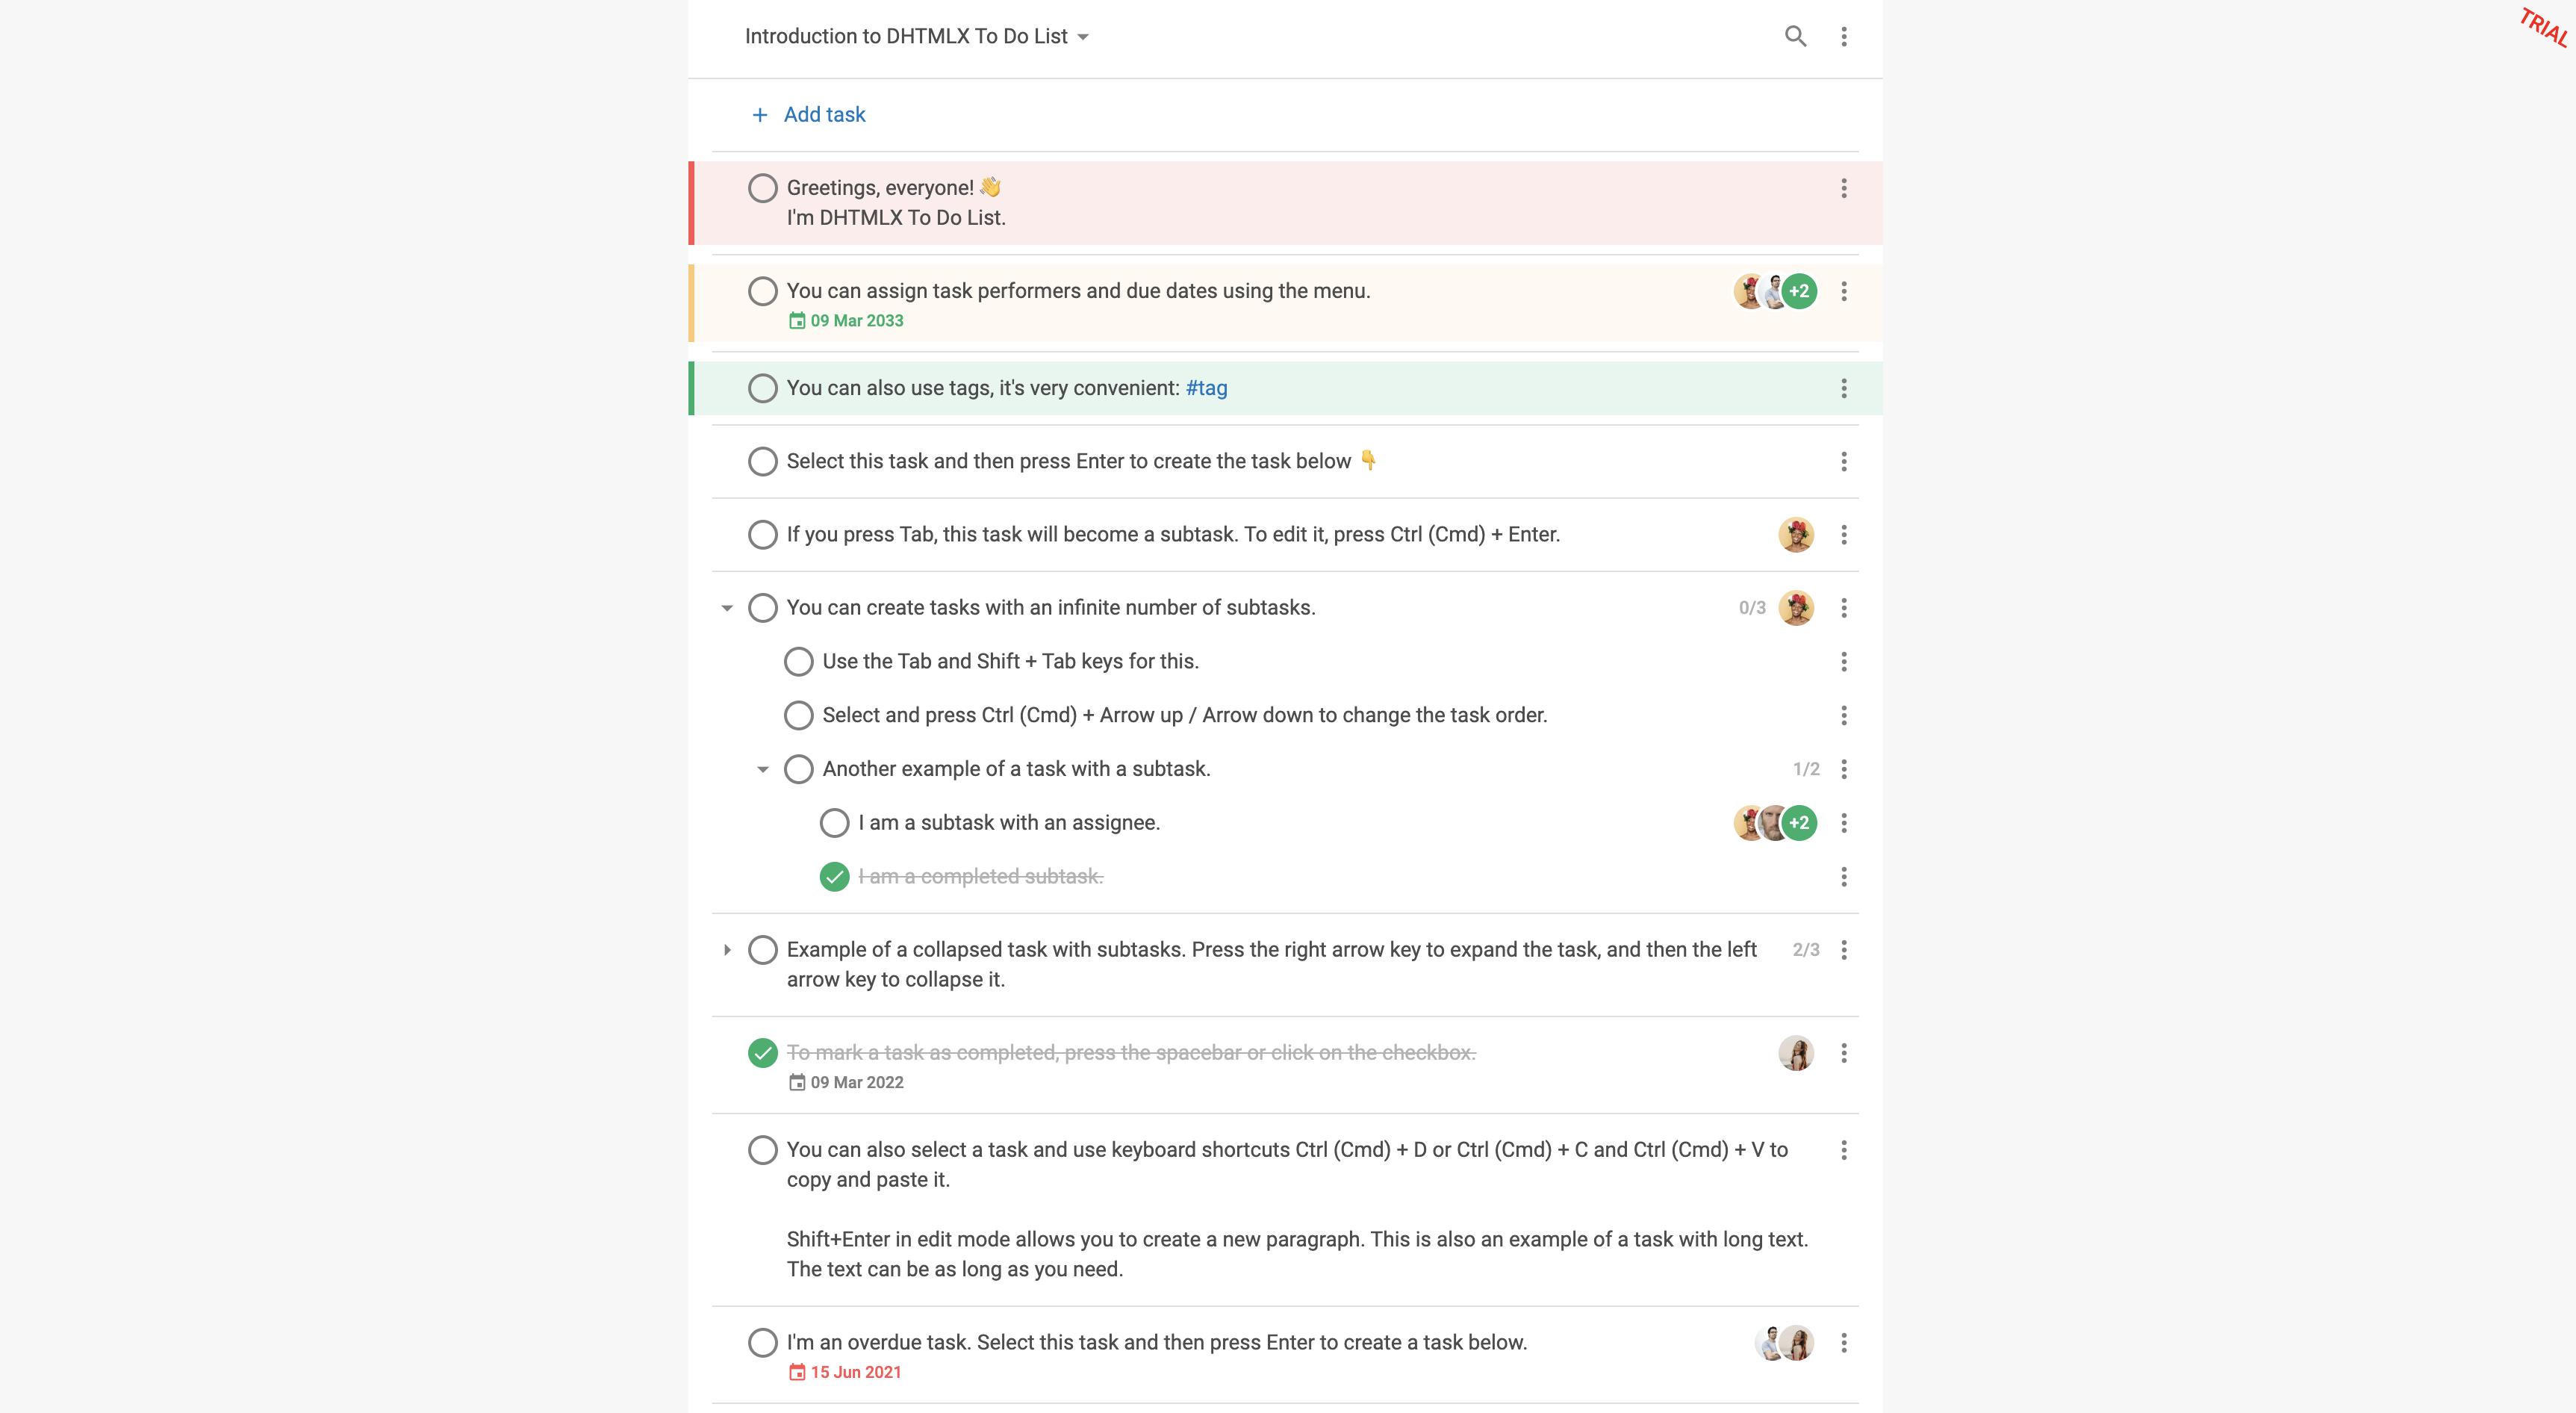 Introduction to DHTMLX To Do List
TRIAL
+ Add task
Greetings, everyone! 👋
I'm DHTMLX To Do List.
You can assign task performers and due dates using the menu.
+2
09 Mar 2033
You can also use tags, it's very convenient: #tag
Select this task and then press Enter to create the task below 👇
If you press Tab, this task will become a subtask. To edit it, press Ctrl (Cmd) + Enter.
You can create tasks with an infinite number of subtasks.
0/3
Use the Tab and Shift + Tab keys for this.
Select and press Ctrl (Cmd) + Arrow up / Arrow down to change the task order.
Another example of a task with a subtask.
1/2
I am a subtask with an assignee.
+2
I am a completed subtask.
Example of a collapsed task with subtasks. Press the right arrow key to expand the task, and then the left
2/3
arrow key to collapse it.
To mark a task as completed, press the spacebar or click on the checkbox.
09 Mar 2022
You can also select a task and use keyboard shortcuts Ctrl (Cmd) + D or Ctrl (Cmd) + C and Ctrl (Cmd) + V to
copy and paste it.
Shift+Enter in edit mode allows you to create a new paragraph. This is also an example of a task with long text.
The text can be as long as you need.
I'm an overdue task. Select this task and then press Enter to create a task below.
15 Jun 2021